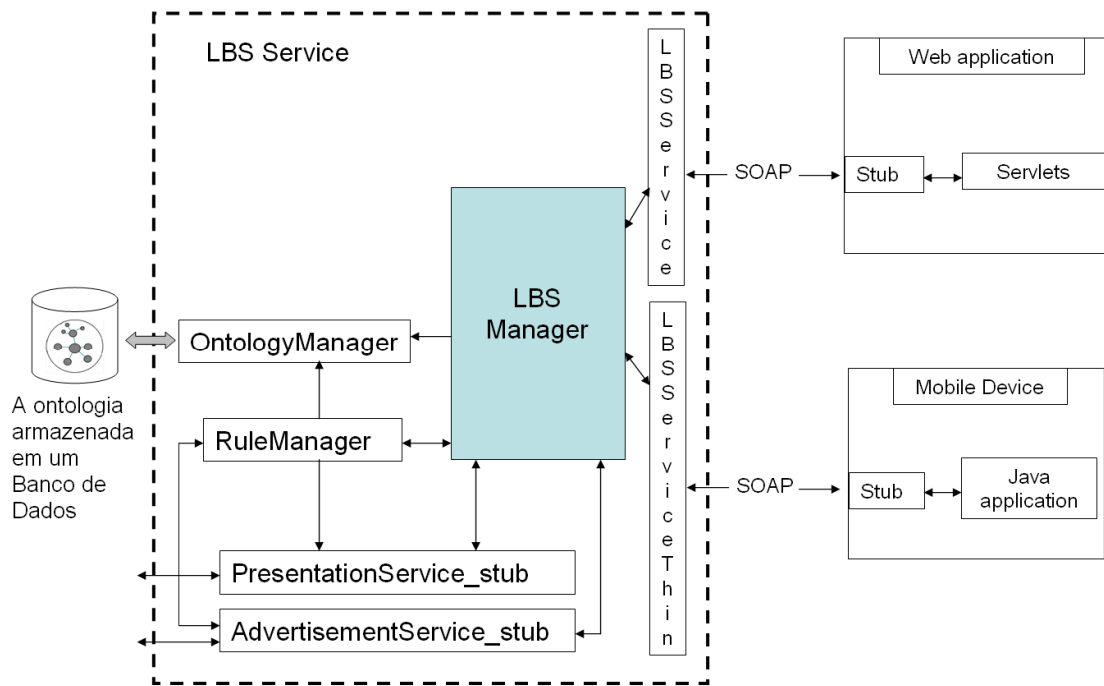 LBS Service
LBSService
Web application
SOAP
Stub
Servlets
LBS
Manager
OntologyManager
LBSServiceThin
Mobile Device
A ontologia
armazenada
em um
Banco de
Dados
RuleManager
SOAP
Stub
Java
application
PresentationService_stub
AdvertisementService_stub